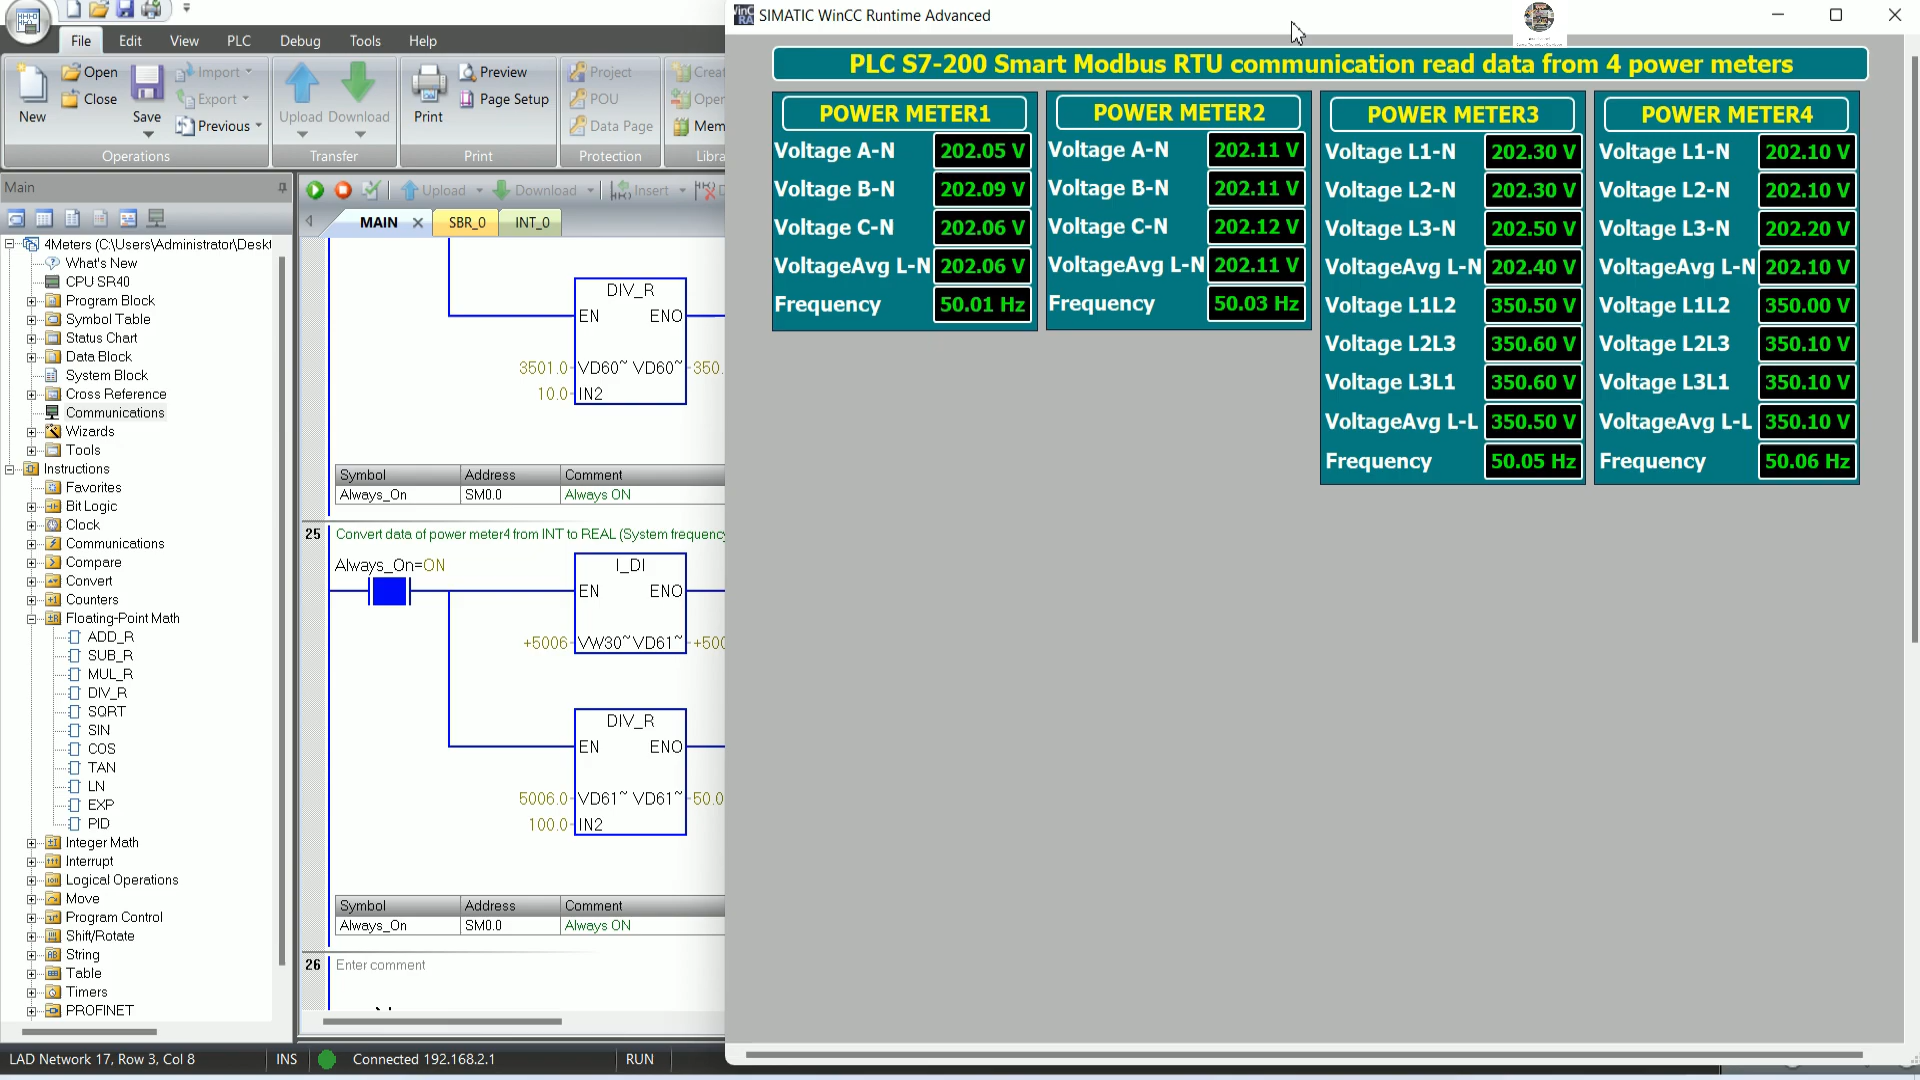 File Edit View PLC Debug Tools Help
New
Open
Close
Save
Import
Export
Previous
Operations
Upload
Download
Transfer
Print
Preview
Page Setup
Print
Project
POU
Data Page
Protection
Main
4Meters (C:\Users\Administrator\Deskt
What's New
CPU SR40
Program Block
Symbol Table
Status Chart
Data Block
System Block
Cross Reference
Communications
Wizards
Tools
Instructions
Favorites
Bit Logic
Clock
Communications
Compare
Convert
Counters
Floating-Point Math
ADD_R
SUB_R
MUL_R
DIV_R
SQRT
SIN
COS
TAN
LN
EXP
PID
Integer Math
Interrupt
Logical Operations
Move
Program Control
Shift/Rotate
String
Table
Timers
PROFINET
Upload Download Insert
MAIN SBR_0 INT_0
DIV_R
EN ENO
3501.0 VD60~ VD60~ 350.
10.0 IN2
Symbol Address Comment
Always_On SM0.0 Always ON
25 Convert data of power meter4 from INT to REAL (System frequency
Always_On=ON
I_DI
EN ENO
+5006 VW30~ VD61~ +500
DIV_R
EN ENO
5006.0 VD61~ VD61~ 50.0
100.0 IN2
Symbol Address Comment
Always_On SM0.0 Always ON
26 Enter comment
LAD Network 17, Row 3, Col 8 INS Connected 192.168.2.1 RUN
SIMATIC WinCC Runtime Advanced
PLC S7-200 Smart Modbus RTU communication read data from 4 power meters
POWER METER1
Voltage A-N 202.05 V
Voltage B-N 202.09 V
Voltage C-N 202.06 V
VoltageAvg L-N 202.06 V
Frequency 50.01 Hz
POWER METER2
Voltage A-N 202.11 V
Voltage B-N 202.11 V
Voltage C-N 202.12 V
VoltageAvg L-N 202.11 V
Frequency 50.03 Hz
POWER METER3
Voltage L1-N 202.30 V
Voltage L2-N 202.30 V
Voltage L3-N 202.50 V
VoltageAvg L-N 202.40 V
Voltage L1L2 350.50 V
Voltage L2L3 350.60 V
Voltage L3L1 350.60 V
VoltageAvg L-L 350.50 V
Frequency 50.05 Hz
POWER METER4
Voltage L1-N 202.10 V
Voltage L2-N 202.10 V
Voltage L3-N 202.20 V
VoltageAvg L-N 202.10 V
Voltage L1L2 350.00 V
Voltage L2L3 350.10 V
Voltage L3L1 350.10 V
VoltageAvg L-L 350.10 V
Frequency 50.06 Hz